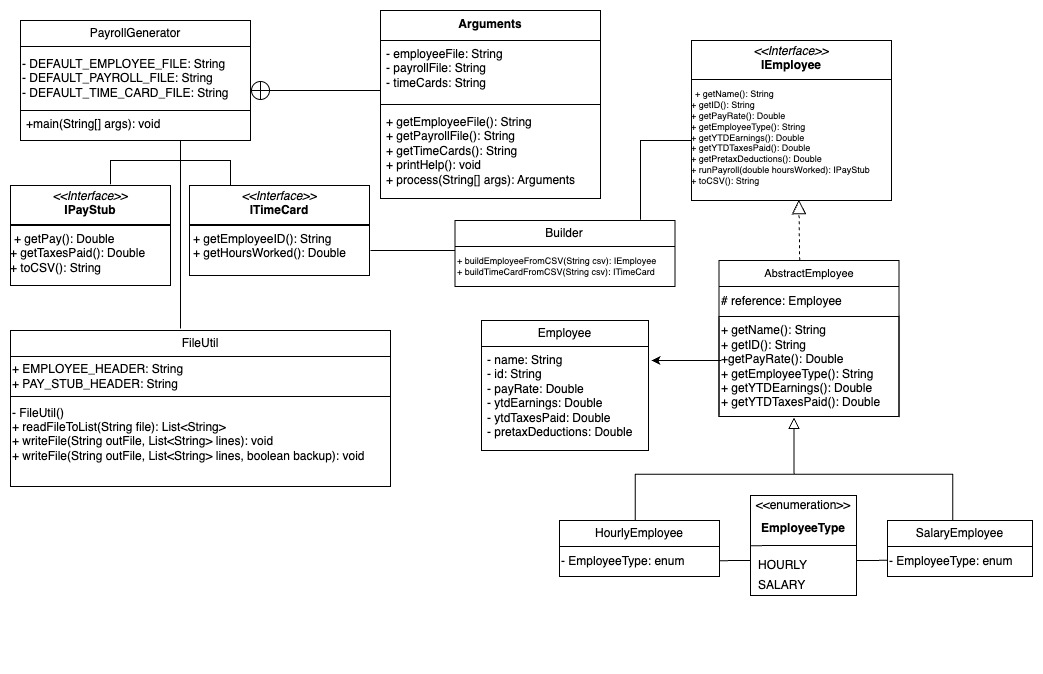 PayrollGenerator
- DEFAULT_EMPLOYEE_FILE: String
- DEFAULT_PAYROLL_FILE: String
- DEFAULT_TIME_CARD_FILE: String
+main(String[] args): void
Arguments
- employeeFile: String
- payrollFile: String
- timeCards: String
+ getEmployeeFile(): String
+ getPayrollFile(): String
+ getTimeCards(): String
+ printHelp(): void
+ process(String[] args): Arguments
<<Interface>>
IEmployee
+ getName(): String
+ getID(): String
+ getPayRate(): Double
+ getEmployeeType(): String
+ getYTDEarnings(): Double
+ getYTDTaxesPaid(): Double
+ getPretaxDeductions(): Double
+ runPayroll(double hoursWorked): IPayStub
+ toCSV(): String
<<Interface>>
IPayStub
+ getPay(): Double
+ getTaxesPaid(): Double
+ toCSV(): String
<<Interface>>
ITimeCard
+ getEmployeeID(): String
+ getHoursWorked(): Double
Builder
+ buildEmployeeFromCSV(String csv): IEmployee
+ buildTimeCardFromCSV(String csv): ITimeCard
AbstractEmployee
# reference: Employee
+ getName(): String
+ getID(): String
+getPayRate(): Double
+ getEmployeeType(): String
+ getYTDEarnings(): Double
+ getYTDTaxesPaid(): Double
Employee
- name: String
- id: String
- payRate: Double
- ytdEarnings: Double
- ytdTaxesPaid: Double
- pretaxDeductions: Double
FileUtil
+ EMPLOYEE_HEADER: String
+ PAY_STUB_HEADER: String
- FileUtil()
+ readFileToList(String file): List<String>
+ writeFile(String outFile, List<String> lines): void
+ writeFile(String outFile, List<String> lines, boolean backup): void
HourlyEmployee
- EmployeeType: enum
<<enumeration>>
EmployeeType
HOURLY
SALARY
SalaryEmployee
- EmployeeType: enum